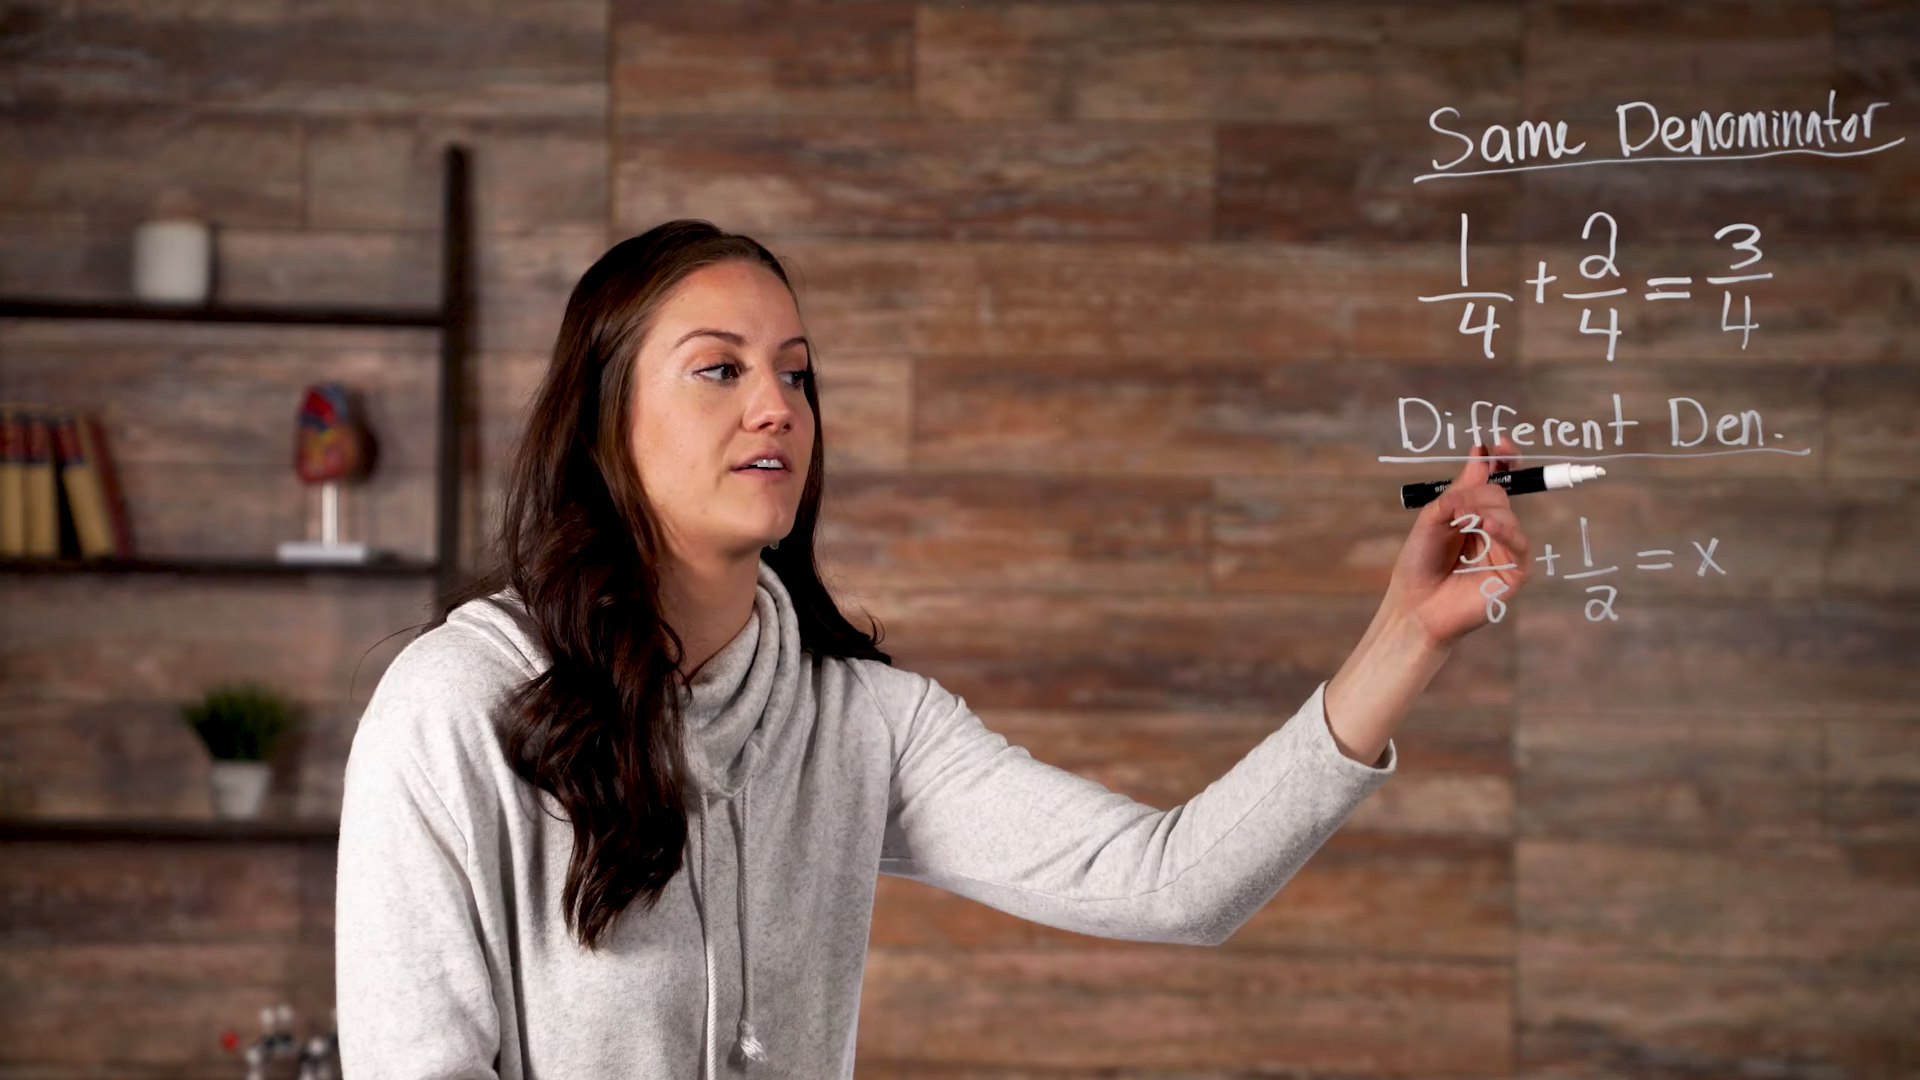 Same Denominator
1/4 + 2/4 = 3/4
Different Den.
3/8 + 1/2 = x